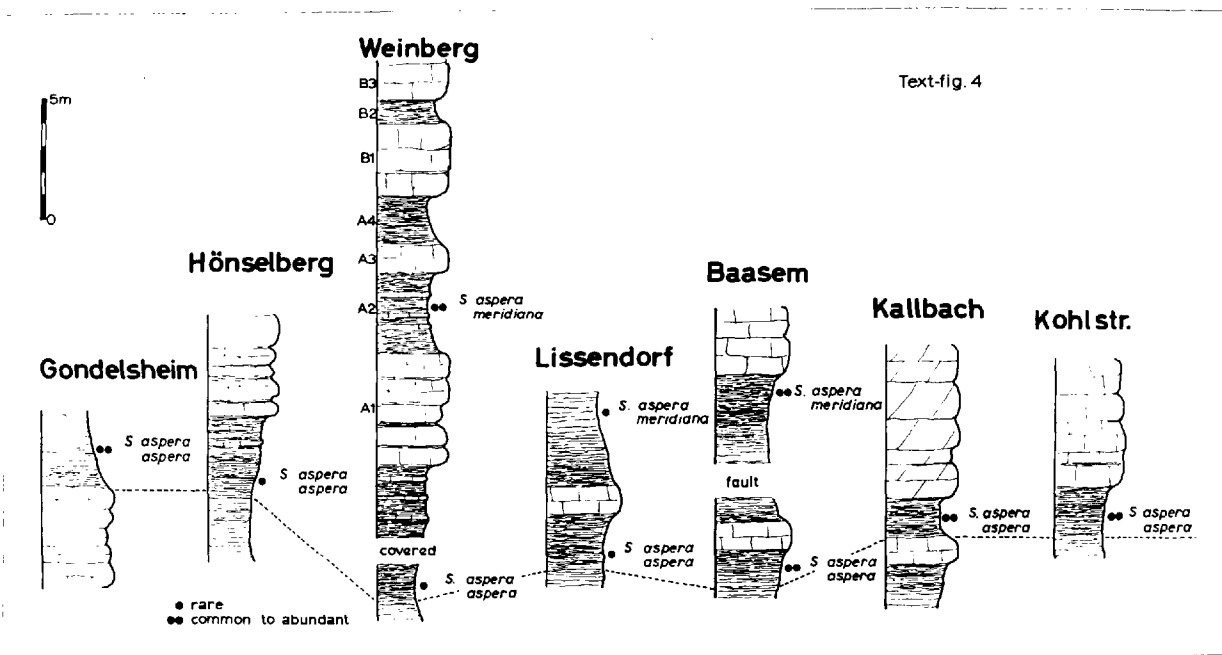 Text-fig. 4
5m
0
Gondelsheim
S aspera
aspera
Hönselberg
S aspera
aspera
Weinberg
B3
B2
B1
A4
A3
A2
A1
S aspera
meridiana
covered
S. aspera
aspera
Lissendorf
S. aspera
meridiana
S aspera
aspera
Baasem
S. aspera
meridiana
fault
S aspera
aspera
Kallbach
S. aspera
aspera
Kohlstr.
S aspera
aspera
rare
common to abundant